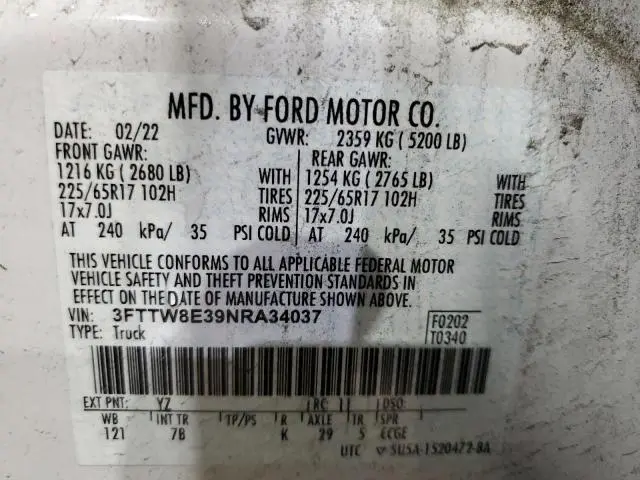 MFD. BY FORD MOTOR CO.
DATE: 02/22 GVWR: 2359 KG ( 5200 LB)
FRONT GAWR: REAR GAWR:
1216 KG ( 2680 LB) WITH 1254 KG ( 2765 LB) WITH
225/65R17 102H TIRES 225/65R17 102H TIRES
17x7.0J RIMS 17x7.0J RIMS
AT 240 kPa/ 35 PSI COLD AT 240 kPa/ 35 PSI COLD
THIS VEHICLE CONFORMS TO ALL APPLICABLE FEDERAL MOTOR
VEHICLE SAFETY AND THEFT PREVENTION STANDARDS IN
EFFECT ON THE DATE OF MANUFACTURE SHOWN ABOVE.
VIN: 3FTTW8E39NRA34037 F0202
TYPE: Truck T0340
EXT PNT: YZ RC: DSO:
WB INT TR TP/PS R AXLE TR SPR
121 7B K 29 5 ECGE
UTC